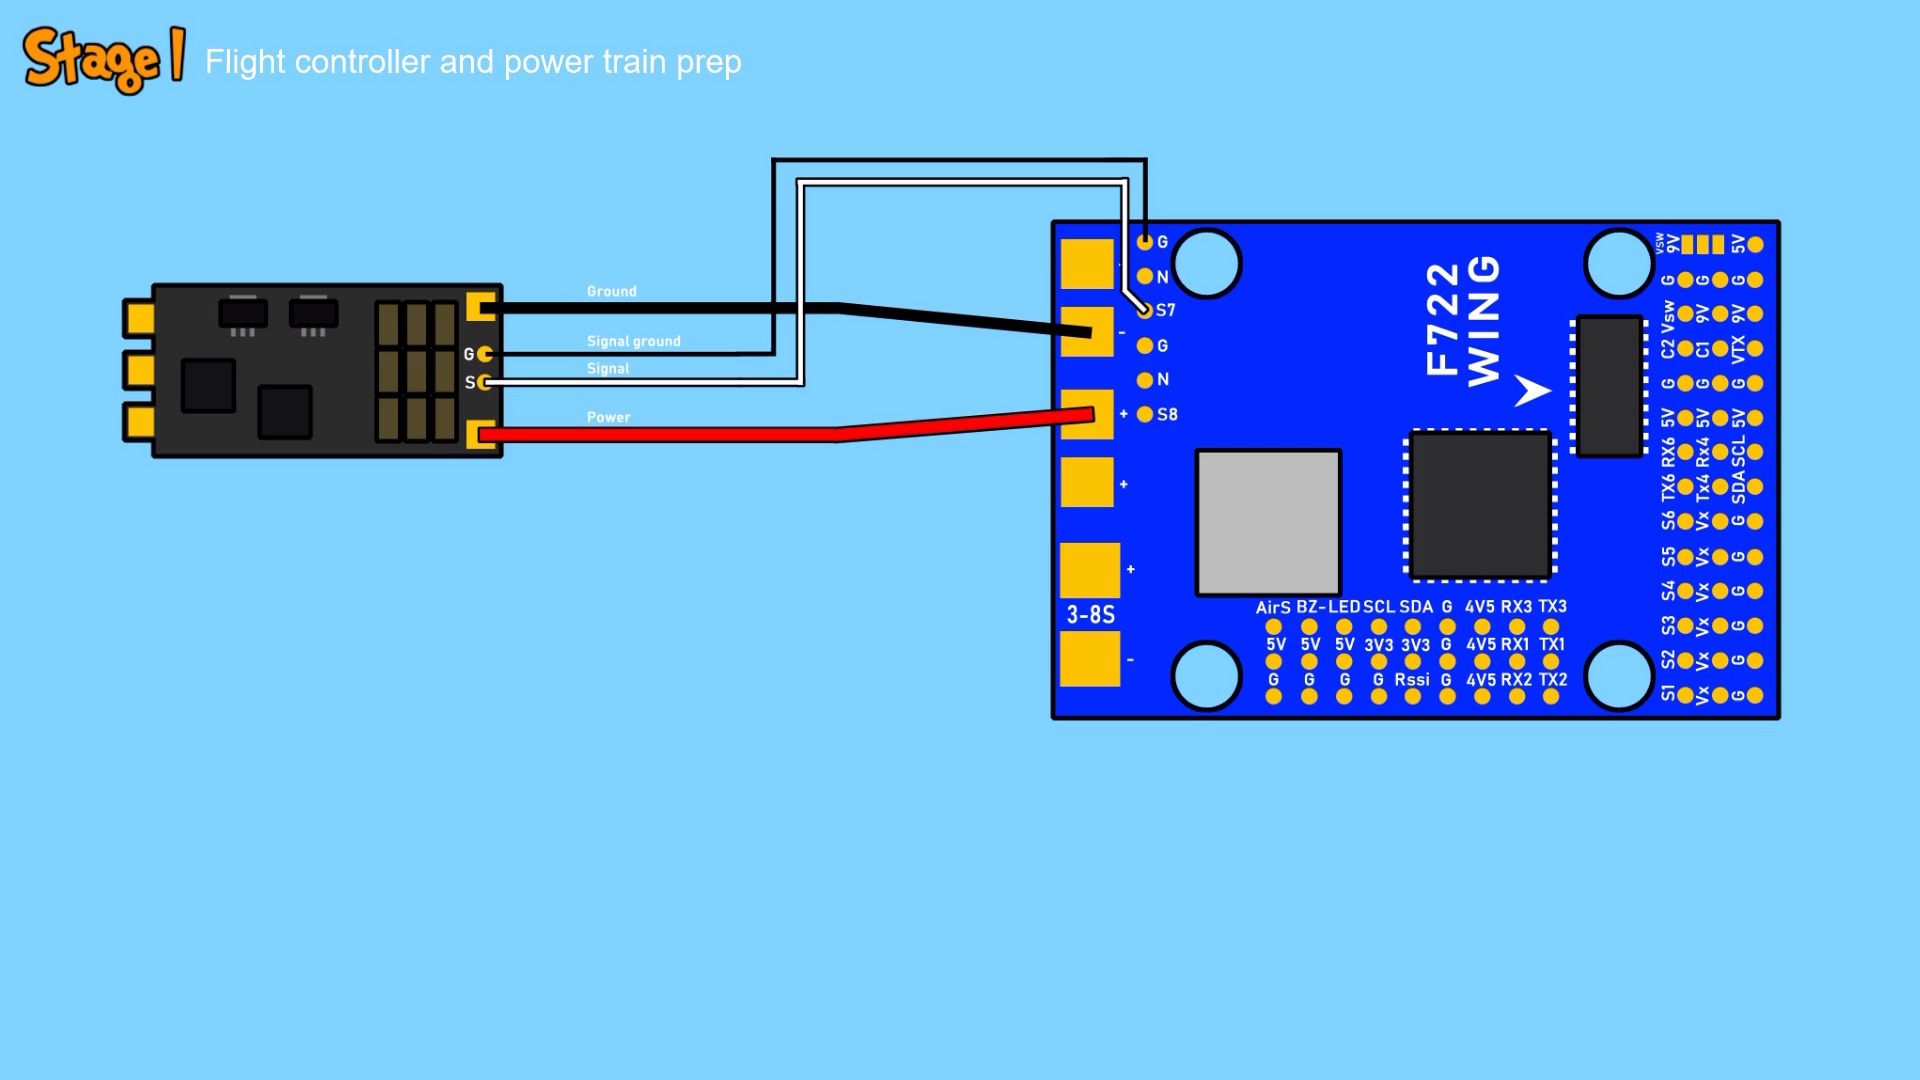 Stage 1
Flight controller and power train prep
Ground
Signal ground
Signal
Power
G
S
G
N
S7
G
N
S8
-
+
+
+
3-8S
-
F722
WING
VSW
9V
5V
G
G
G
Vsw
9V
9V
C2
C1
VTX
G
G
G
5V
5V
5V
RX6
Rx4
SCL
TX6
Tx4
SDA
S6
Vx
G
S5
Vx
G
S4
Vx
G
S3
Vx
G
S2
Vx
G
S1
Vx
G
AirS BZ- LED SCL SDA G 4V5 RX3 TX3
5V 5V 5V 3V3 3V3 G 4V5 RX1 TX1
G G G G Rssi G 4V5 RX2 TX2